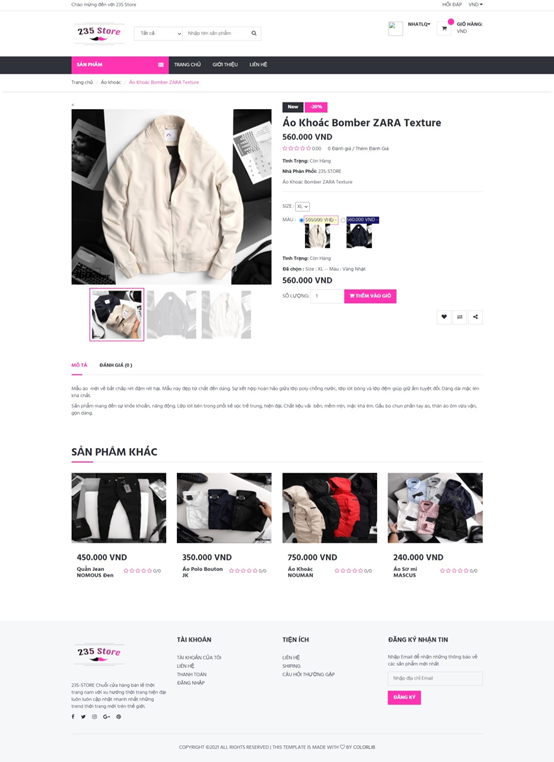 Chào mừng đến với 235 Store
HỎI ĐÁP VND
235 Store
Tất cả
Nhập tên sản phẩm
NHATLQ
GIỎ HÀNG:
VND
SẢN PHẨM
TRANG CHỦ GIỚI THIỆU LIÊN HỆ
Trang chủ / Áo khoác / Áo Khoác Bomber ZARA Texture
New -20%
Áo Khoác Bomber ZARA Texture
560.000 VND
0.00 0 Đánh giá / Thêm Đánh Giá
Tình Trạng: Còn Hàng
Nhà Phân Phối: 235-STORE
Áo Khoác Bomber ZARA Texture
SIZE : XL
MÀU : 560,000 VHĐ - 560,000 VHĐ -
Tình Trạng: Còn Hàng
Đã chọn : Size : XL – Màu : Vàng Nhạt
560.000 VND
SỐ LƯỢNG: 1 THÊM VÀO GIỎ
MÔ TẢ ĐÁNH GIÁ (0 )
Mẫu áo mới về bất chấp nét đậm nét hại. Mẫu này đẹp từ chất đến dáng. Sự kết hợp hoàn hảo giữa lớp poly chống nước, lớp lót bóng và lớp đệm giúp giữ ấm tuyệt đối. Dáng dài mặc lên
khá chất.
Sản phẩm mang đến sự khỏe khoắn, năng động. Lớp lót bên trong phối kẻ sọc trẻ trung, hiện đại. Chất liệu vải bền, mềm mịn, mặc khá êm. Gấu bo chun phần tay áo, thân áo ôm vừa vặn,
gọn dáng.
SẢN PHẨM KHÁC
450.000 VND
Quần Jean
NOMOUS Đen
0/0
350.000 VND
Áo Polo Bouton
JK
0/0
750.000 VND
Áo Khoác
NOUMAN
0/0
240.000 VND
Áo Sơ mi
MASCUS
0/0
235 Store
235-STORE Chuỗi cửa hàng bán lẻ thời
trang nam với xu hướng thời trang hiện đại
luôn luôn cập nhật nhanh nhất những
trend thời trang mới trên thế giới.
TÀI KHOẢN
TÀI KHOẢN CỦA TÔI
LIÊN HỆ
THANH TOÁN
ĐĂNG NHẬP
TIỆN ÍCH
LIÊN HỆ
SHIPING
CÂU HỎI THƯỜNG GẶP
ĐĂNG KÝ NHẬN TIN
Nhập Email để nhận những thông báo về
các sản phẩm mới nhất
Nhập địa chỉ Email
ĐĂNG KÝ
COPYRIGHT ©2021 ALL RIGHTS RESERVED | THIS TEMPLATE IS MADE WITH BY COLORLIB